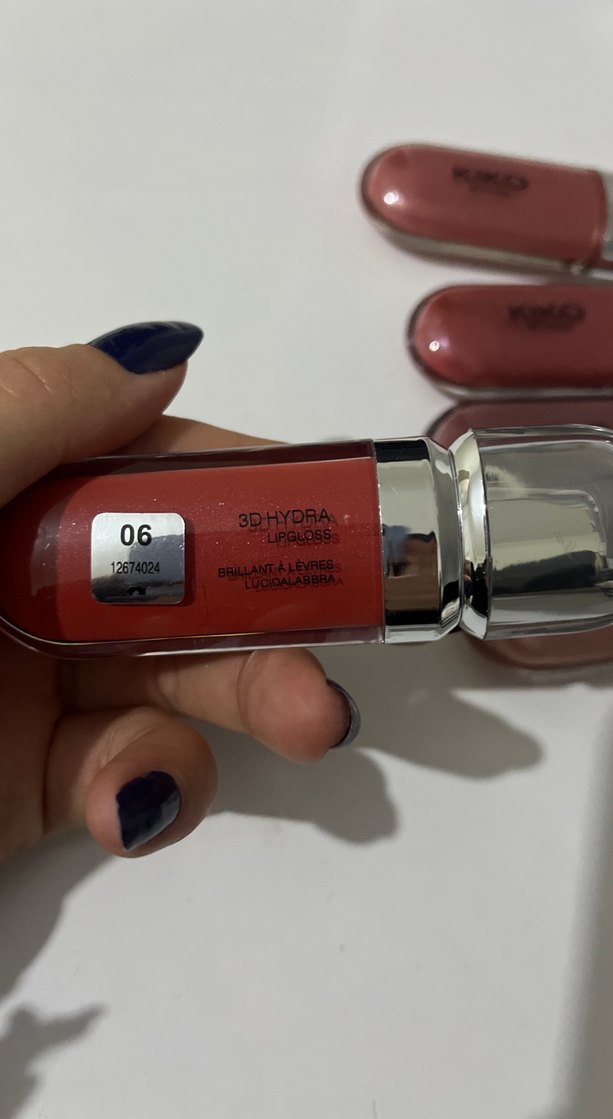 KIKO
KIKO
06
12674024
3D HYDRA
LIPGLOSS
BRILLANT À LÈVRES
LUCIDALABBRA